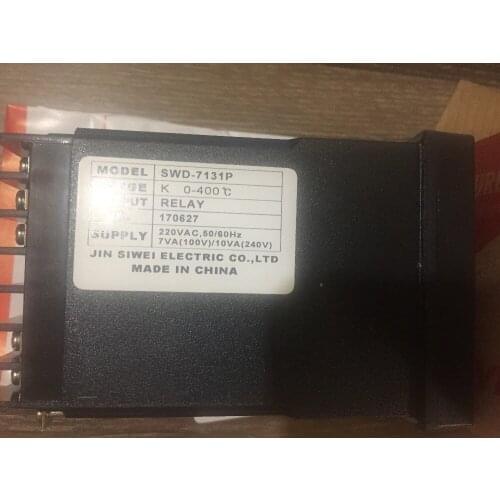 MODEL SWD-7131P
K 0-400℃
RELAY
170627
SUPPLY 220VAC,50/60Hz
7VA(100V)/10VA(240V)
JIN SIWEI ELECTRIC CO.,LTD
MADE IN CHINA